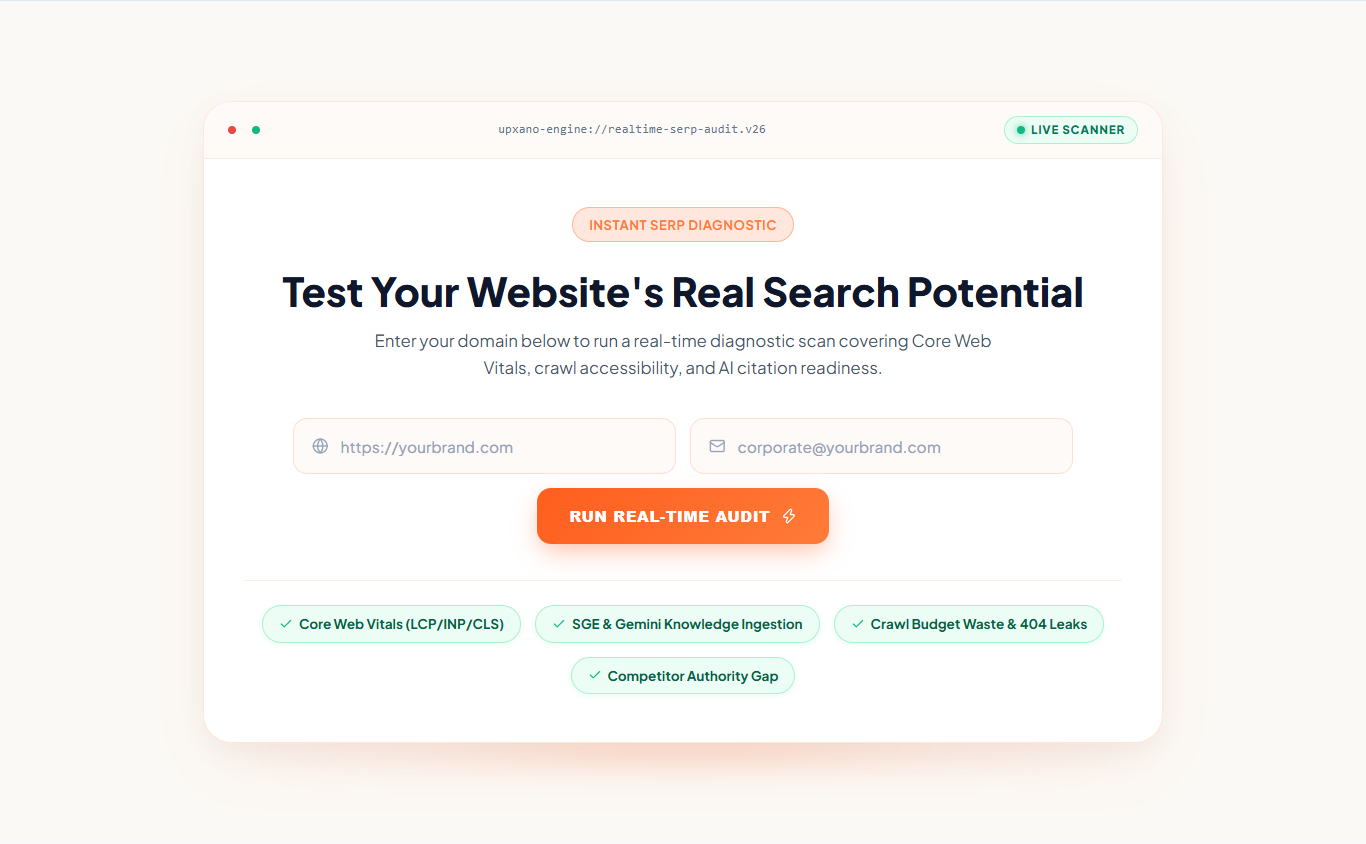 upxano-engine://realtime-serp-audit.v26
LIVE SCANNER
INSTANT SERP DIAGNOSTIC
Test Your Website's Real Search Potential
Enter your domain below to run a real-time diagnostic scan covering Core Web
Vitals, crawl accessibility, and AI citation readiness.
https://yourbrand.com
corporate@yourbrand.com
RUN REAL-TIME AUDIT
Core Web Vitals (LCP/INP/CLS)
SGE & Gemini Knowledge Ingestion
Crawl Budget Waste & 404 Leaks
Competitor Authority Gap